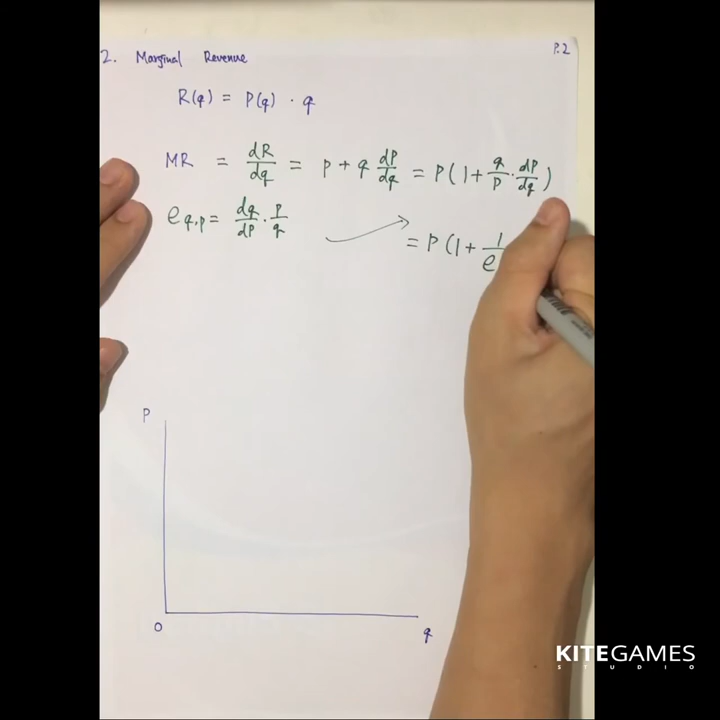 2. Marginal Revenue P.2
R(q) = P(q) · q
MR = dR/dq = P + q dP/dq = P(1 + q/P · dP/dq)
e q,p = dq/dP · P/q
= P(1 + 1/e
P
0
q
KITEGAMES
STUDIO